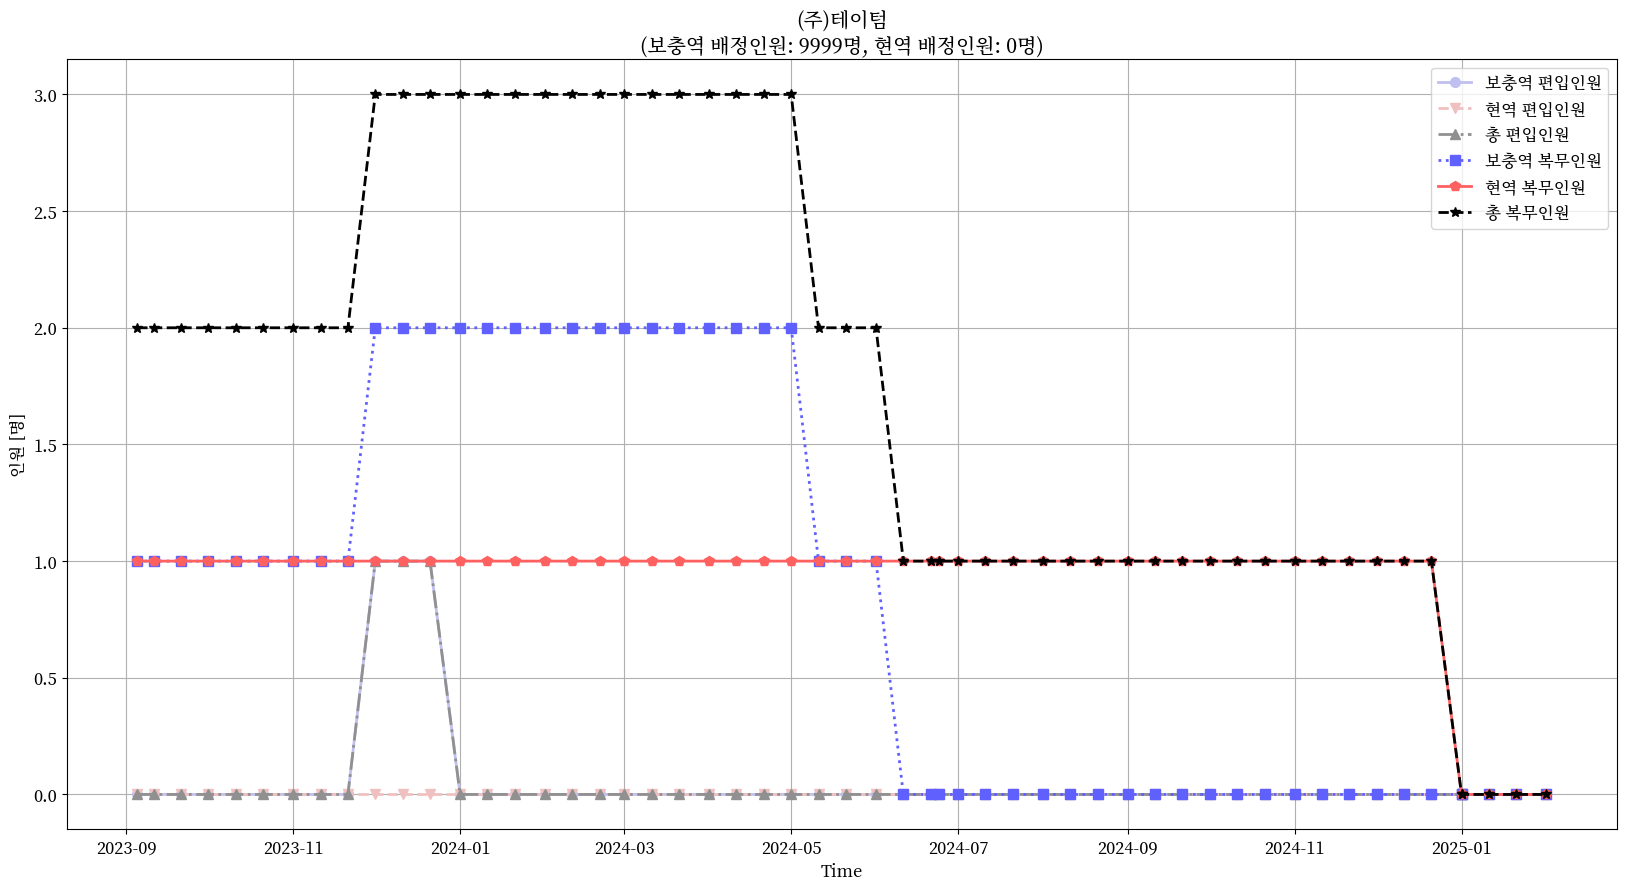 (주)테이텀
(보충역 배정인원: 9999명, 현역 배정인원: 0명)
보충역 편입인원
현역 편입인원
총 편입인원
보충역 복무인원
현역 복무인원
총 복무인원
인원 [명]
3.0
2.5
2.0
1.5
1.0
0.5
0.0
2023-09
2023-11
2024-01
2024-03
2024-05
2024-07
2024-09
2024-11
2025-01
Time